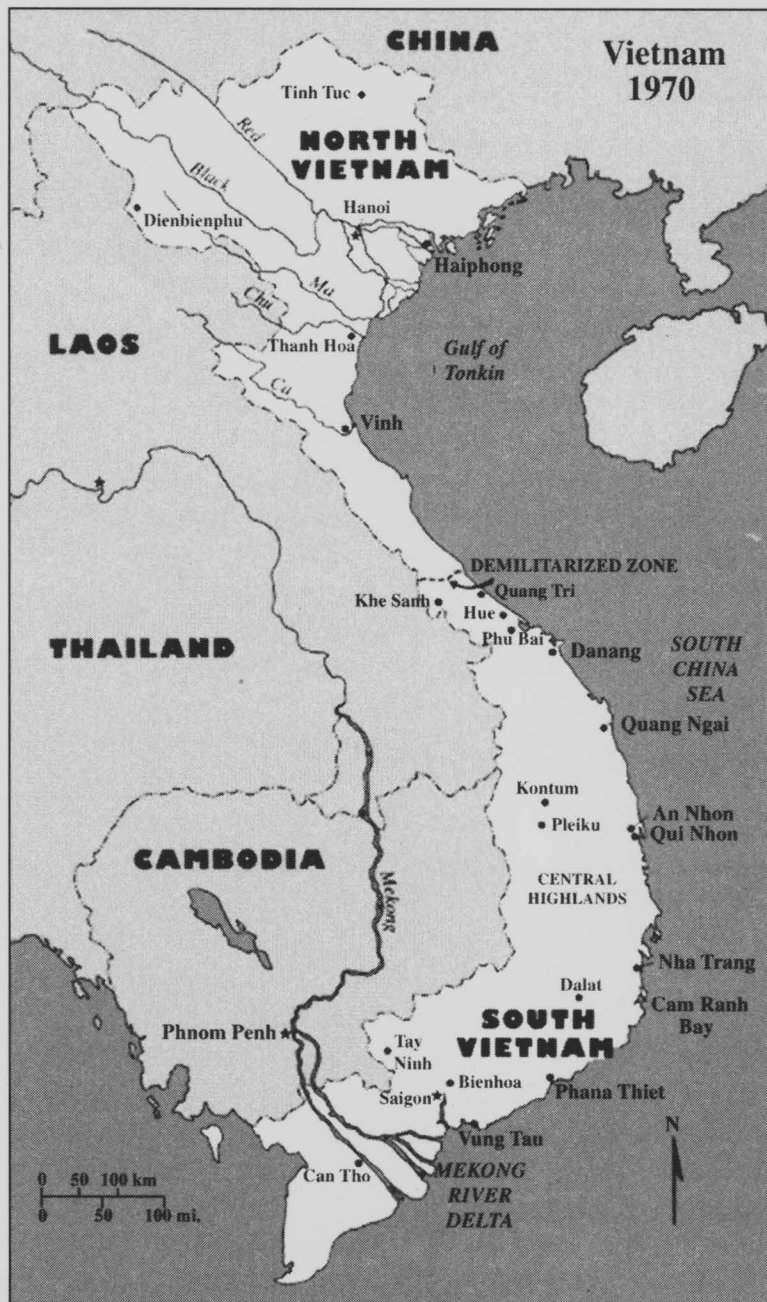 CHINA
Vietnam
1970
Tinh Tuc
Red
NORTH
VIETNAM
Black
Hanoi
Dienbienphu
Haiphong
Ma
Chu
LAOS
Thanh Hoa
Gulf of
Tonkin
Ca
Vinh
DEMILITARIZED ZONE
Quang Tri
Khe Sanh
Hue
Phu Bai
THAILAND
Danang
SOUTH
CHINA
SEA
Quang Ngai
Kontum
An Nhon
Pleiku
Qui Nhon
CAMBODIA
Mekong
CENTRAL
HIGHLANDS
Nha Trang
Dalat
Cam Ranh
Bay
SOUTH
VIETNAM
Phnom Penh
Tay
Ninh
Bienhoa
Saigon
Phana Thiet
Vung Tau
N
Can Tho
MEKONG
RIVER
DELTA
0 50 100 km
0 50 100 mi.